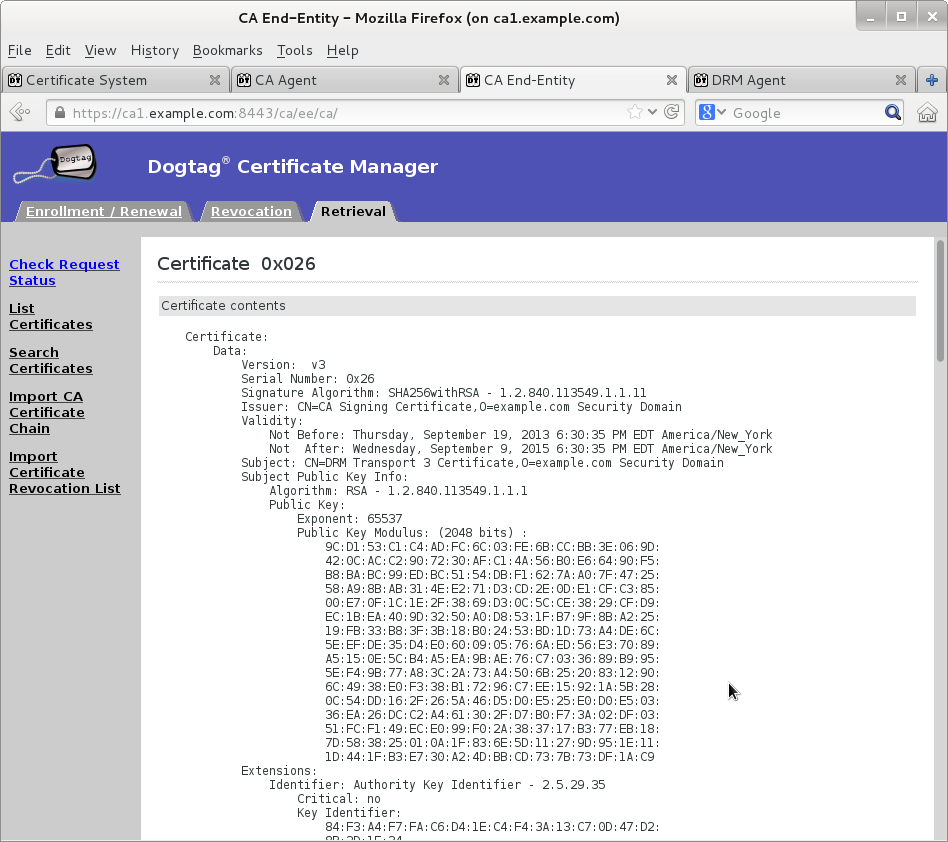 CA End-Entity - Mozilla Firefox (on ca1.example.com)
File Edit View History Bookmarks Tools Help
Certificate System
CA Agent
CA End-Entity
DRM Agent
https://ca1.example.com:8443/ca/ee/ca/
Google
Dogtag
Dogtag® Certificate Manager
Enrollment / Renewal
Revocation
Retrieval
Check Request
Status
List
Certificates
Search
Certificates
Import CA
Certificate
Chain
Import
Certificate
Revocation List
Certificate 0x026
Certificate contents
Certificate:
Data:
Version: v3
Serial Number: 0x26
Signature Algorithm: SHA256withRSA - 1.2.840.113549.1.1.11
Issuer: CN=CA Signing Certificate,O=example.com Security Domain
Validity:
Not Before: Thursday, September 19, 2013 6:30:35 PM EDT America/New_York
Not After: Wednesday, September 9, 2015 6:30:35 PM EDT America/New_York
Subject: CN=DRM Transport 3 Certificate,O=example.com Security Domain
Subject Public Key Info:
Algorithm: RSA - 1.2.840.113549.1.1.1
Public Key:
Exponent: 65537
Public Key Modulus: (2048 bits) :
9C:D1:53:C1:C4:AD:FC:6C:03:FE:6B:CC:BB:3E:06:9D:
42:0C:AC:C2:90:72:30:AF:C1:4A:56:B0:E6:64:90:F5:
B8:BA:BC:99:ED:BC:51:54:DB:F1:62:7A:A0:7F:47:25:
58:A9:8B:AB:31:4E:E2:71:D3:CD:2E:0D:E1:CF:C3:85:
00:E7:0F:1C:1E:2F:38:69:D3:0C:5C:CE:38:29:CF:D9:
EC:1B:EA:40:9D:32:50:A0:D8:53:1F:B7:9F:8B:A2:25:
19:FB:33:B8:3F:3B:18:B0:24:53:BD:1D:73:A4:DE:6C:
5E:EF:DE:35:D4:E0:60:09:05:76:6A:ED:56:E3:70:89:
A5:15:0E:5C:B4:A5:EA:9B:AE:76:C7:03:36:89:B9:95:
5E:F4:9B:77:A8:3C:2A:73:A4:50:6B:25:20:83:12:90:
6C:49:38:E0:F3:38:B1:72:96:C7:EE:15:92:1A:5B:28:
0C:54:DD:16:2F:26:5A:46:D5:D0:E5:25:E0:D0:E5:03:
36:EA:26:DC:C2:A4:61:30:2F:D7:B0:F7:3A:02:DF:03:
51:FC:F1:49:EC:E0:99:F0:2A:38:37:17:B3:77:EB:18:
7D:58:38:25:01:0A:1F:83:6E:5D:11:27:9D:95:1E:11:
1D:44:1F:B3:E7:30:A2:4D:BB:CD:73:7B:73:DF:1A:C9
Extensions:
Identifier: Authority Key Identifier - 2.5.29.35
Critical: no
Key Identifier:
84:F3:A4:F7:FA:C6:D4:1E:C4:F4:3A:13:C7:0D:47:D2: